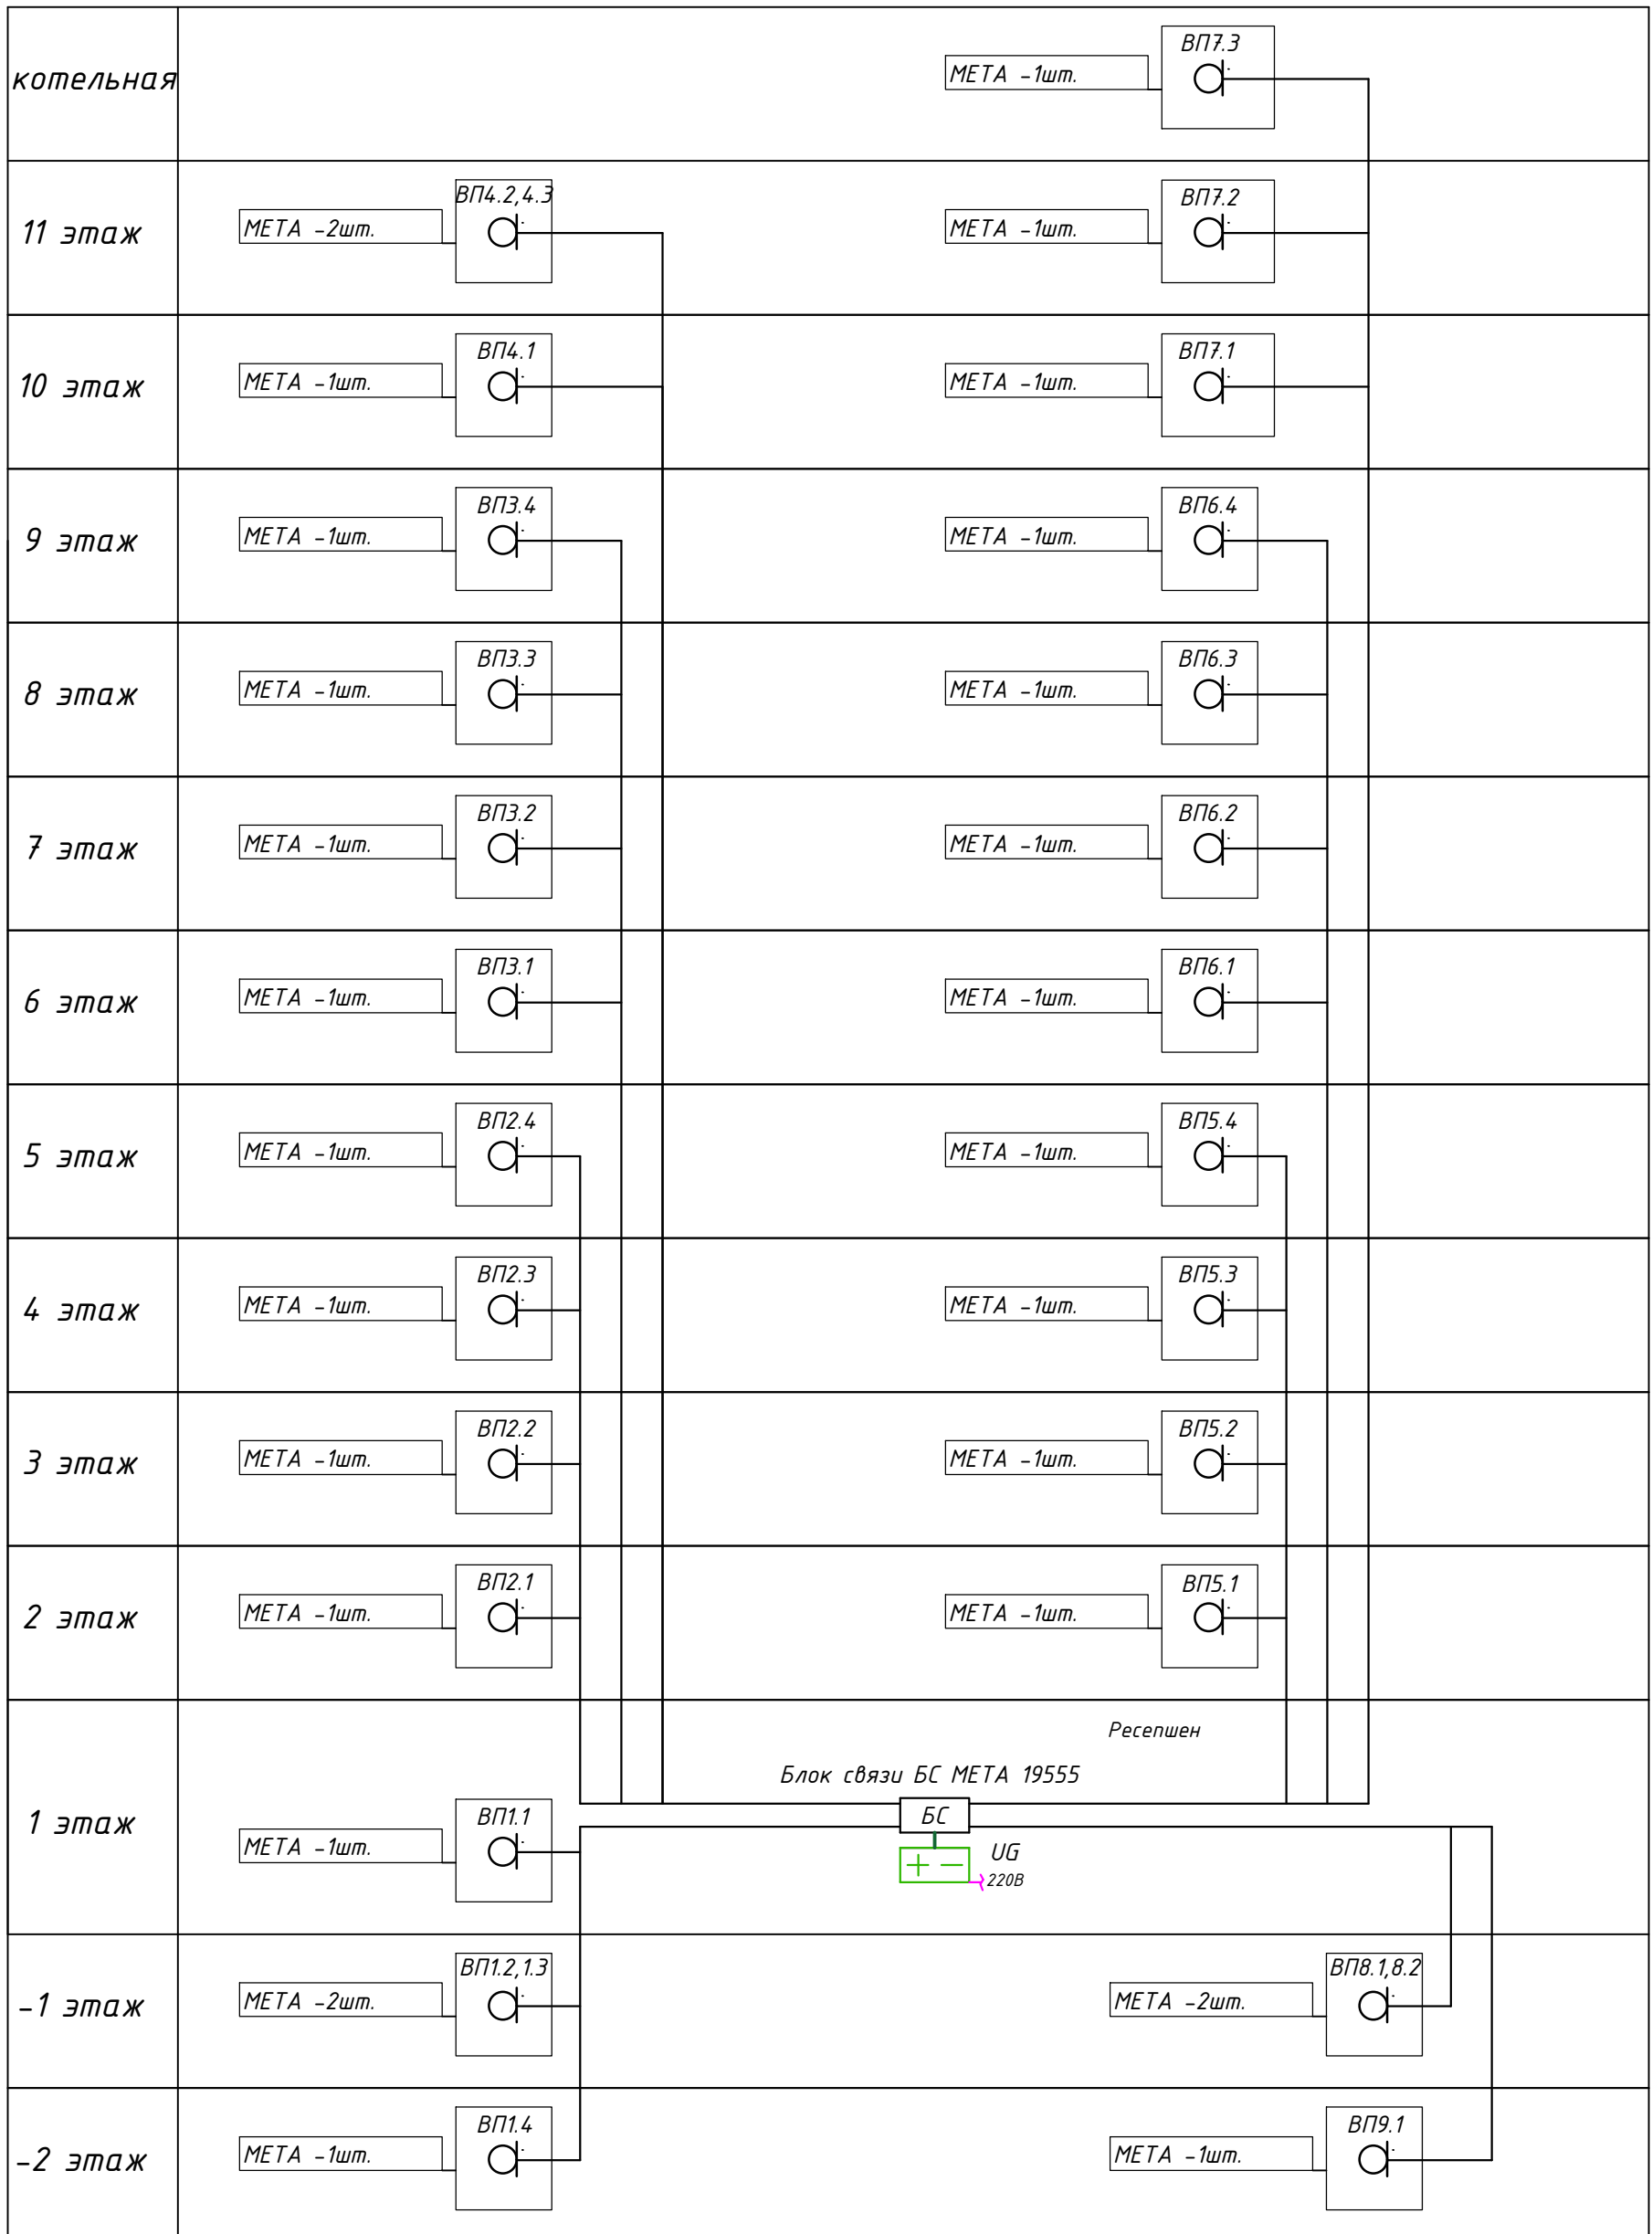 котельная
МЕТА -1шт.
ВП7.3
11 этаж
МЕТА -2шт.
ВП4.2,4.3
МЕТА -1шт.
ВП7.2
10 этаж
МЕТА -1шт.
ВП4.1
МЕТА -1шт.
ВП7.1
9 этаж
МЕТА -1шт.
ВП3.4
МЕТА -1шт.
ВП6.4
8 этаж
МЕТА -1шт.
ВП3.3
МЕТА -1шт.
ВП6.3
7 этаж
МЕТА -1шт.
ВП3.2
МЕТА -1шт.
ВП6.2
6 этаж
МЕТА -1шт.
ВП3.1
МЕТА -1шт.
ВП6.1
5 этаж
МЕТА -1шт.
ВП2.4
МЕТА -1шт.
ВП5.4
4 этаж
МЕТА -1шт.
ВП2.3
МЕТА -1шт.
ВП5.3
3 этаж
МЕТА -1шт.
ВП2.2
МЕТА -1шт.
ВП5.2
2 этаж
МЕТА -1шт.
ВП2.1
МЕТА -1шт.
ВП5.1
Ресепшен
Блок связи БС МЕТА 19555
1 этаж
МЕТА -1шт.
ВП1.1
БС
UG
220В
-1 этаж
МЕТА -2шт.
ВП1.2,1.3
МЕТА -2шт.
ВП8.1,8.2
-2 этаж
МЕТА -1шт.
ВП1.4
МЕТА -1шт.
ВП9.1